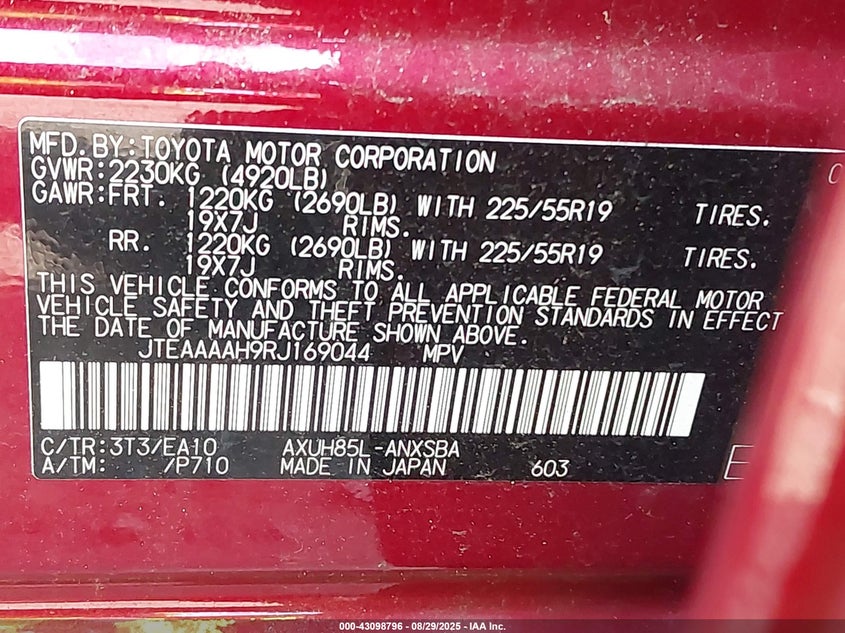 MFD.BY:TOYOTA MOTOR CORPORATION
GVWR:2230KG (4920LB)
GAWR:FRT. 1220KG (2690LB) WITH 225/55R19 TIRES.
19X7J RIMS.
RR. 1220KG (2690LB) WITH 225/55R19 TIRES.
19X7J RIMS.
THIS VEHICLE CONFORMS TO ALL APPLICABLE FEDERAL MOTOR
VEHICLE SAFETY AND THEFT PREVENTION STANDARDS IN EFFECT
THE DATE OF MANUFACTURE SHOWN ABOVE.
JTEAAAAH9RJ169044 MPV
C/TR:3T3/EA10 AXUH85L-ANXSBA
A/TM: /P710 MADE IN JAPAN 603
000-43098796 - 08/29/2025 - IAA Inc.